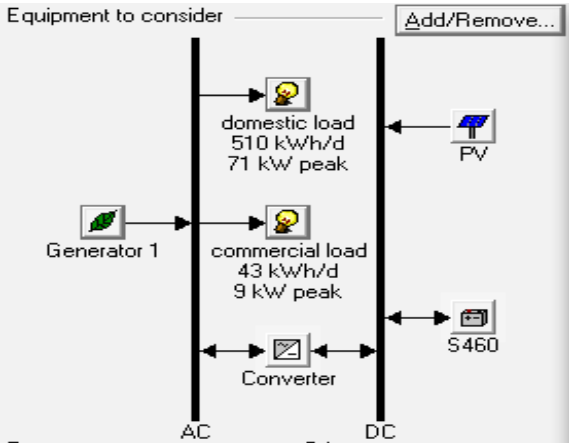 Equipment to consider
Add/Remove...
domestic load
510 kWh/d
71 kW peak
PV
Generator 1
commercial load
43 kWh/d
9 kW peak
S460
Converter
AC
DC